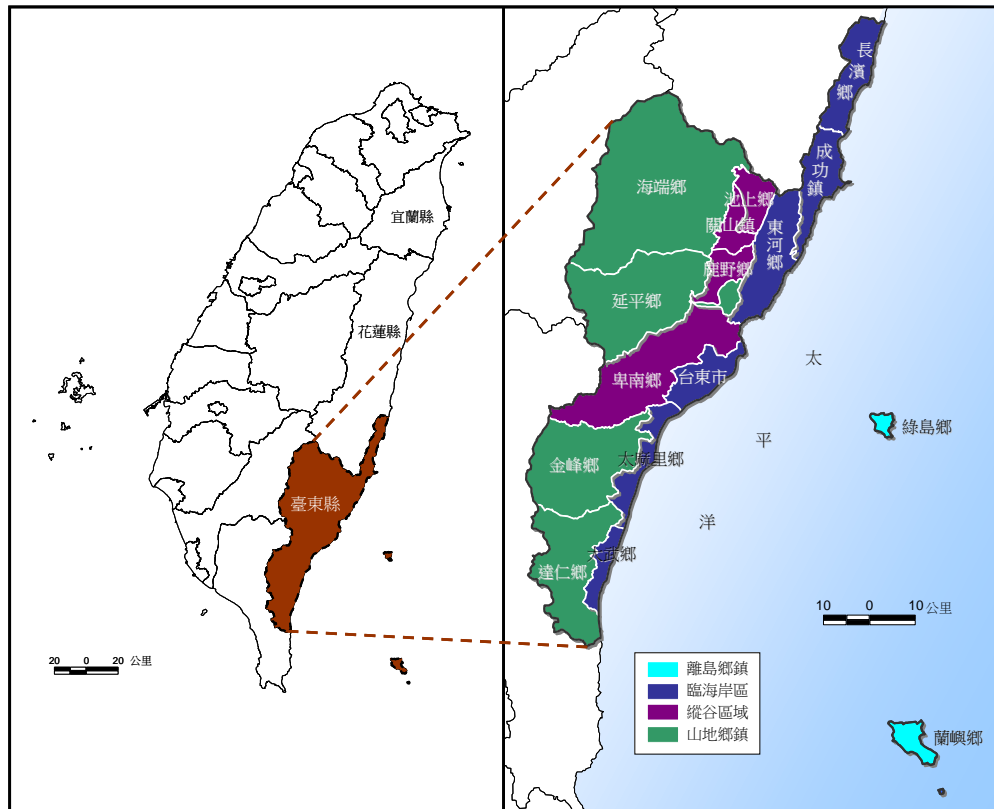 宜蘭縣
花蓮縣
臺東縣
20 0 20 公里
長濱鄉
成功鎮
海端鄉
池上鄉
關山鎮
東河鄉
鹿野鄉
延平鄉
卑南鄉
台東市
太
平
洋
綠島鄉
金峰鄉
太麻里鄉
大武鄉
達仁鄉
10 0 10 公里
離島鄉鎮
臨海岸區
縱谷區域
山地鄉鎮
蘭嶼鄉